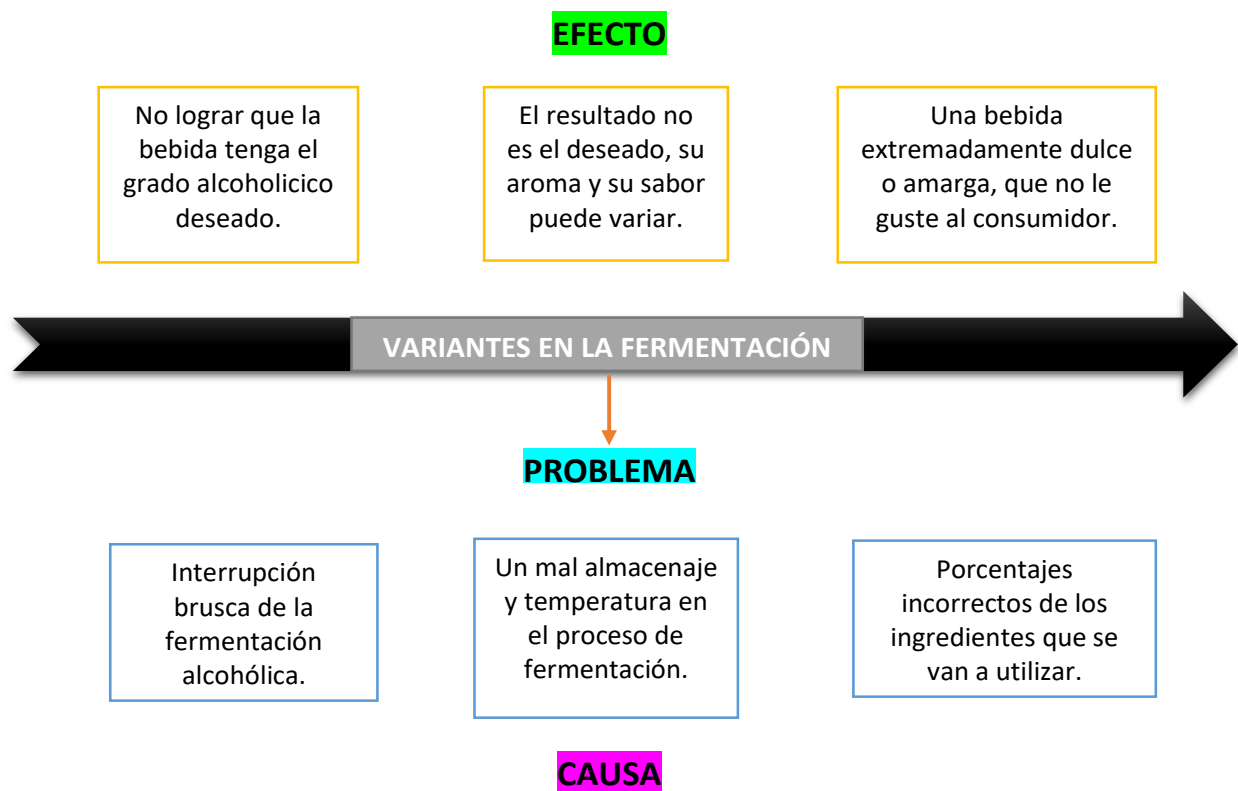 EFECTO
No lograr que la
bebida tenga el
grado alcoholicico
deseado.
El resultado no
es el deseado, su
aroma y su sabor
puede variar.
Una bebida
extremadamente dulce
o amarga, que no le
guste al consumidor.
VARIANTES EN LA FERMENTACIÓN
PROBLEMA
Interrupción
brusca de la
fermentación
alcohólica.
Un mal almacenaje
y temperatura en
el proceso de
fermentación.
Porcentajes
incorrectos de los
ingredientes que se
van a utilizar.
CAUSA